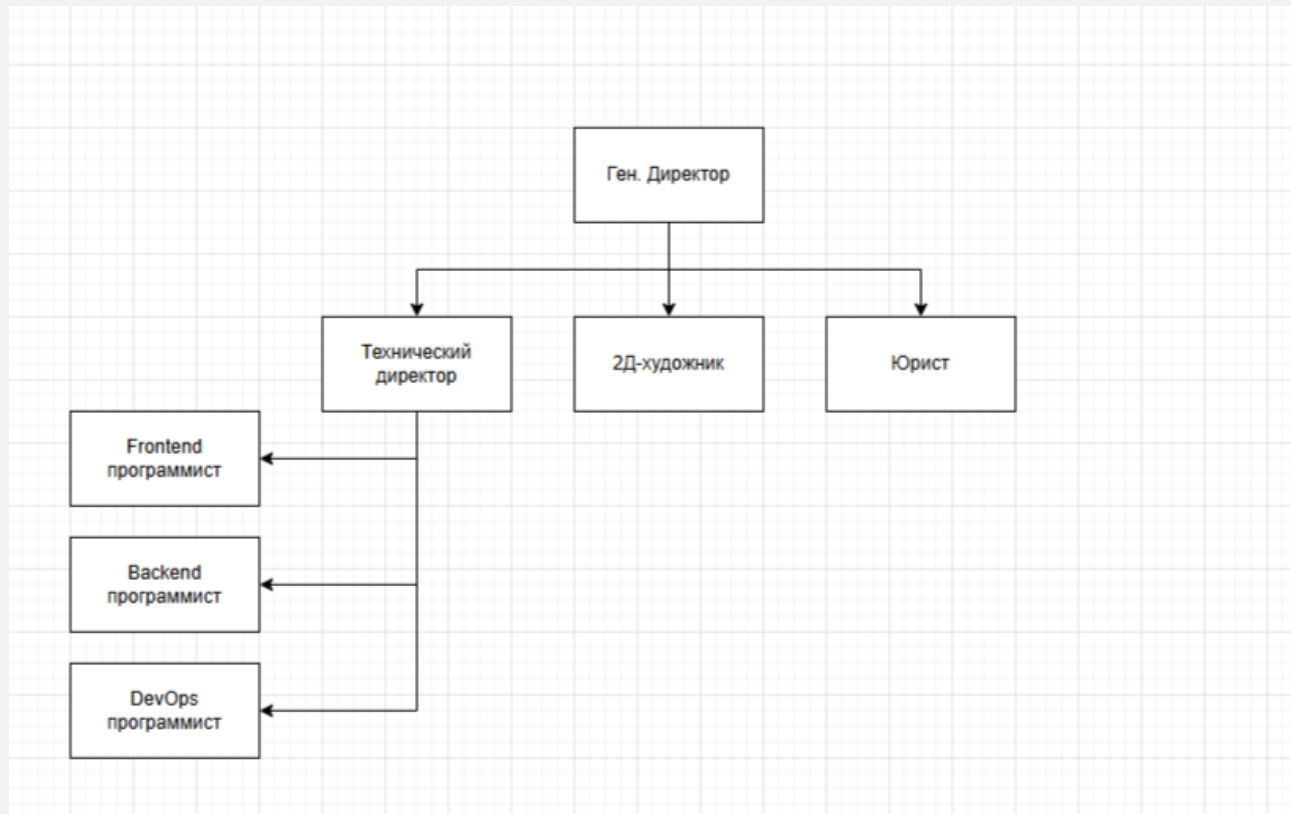 Ген. Директор
Технический
директор
2Д-художник
Юрист
Frontend
программист
Backend
программист
DevOps
программист